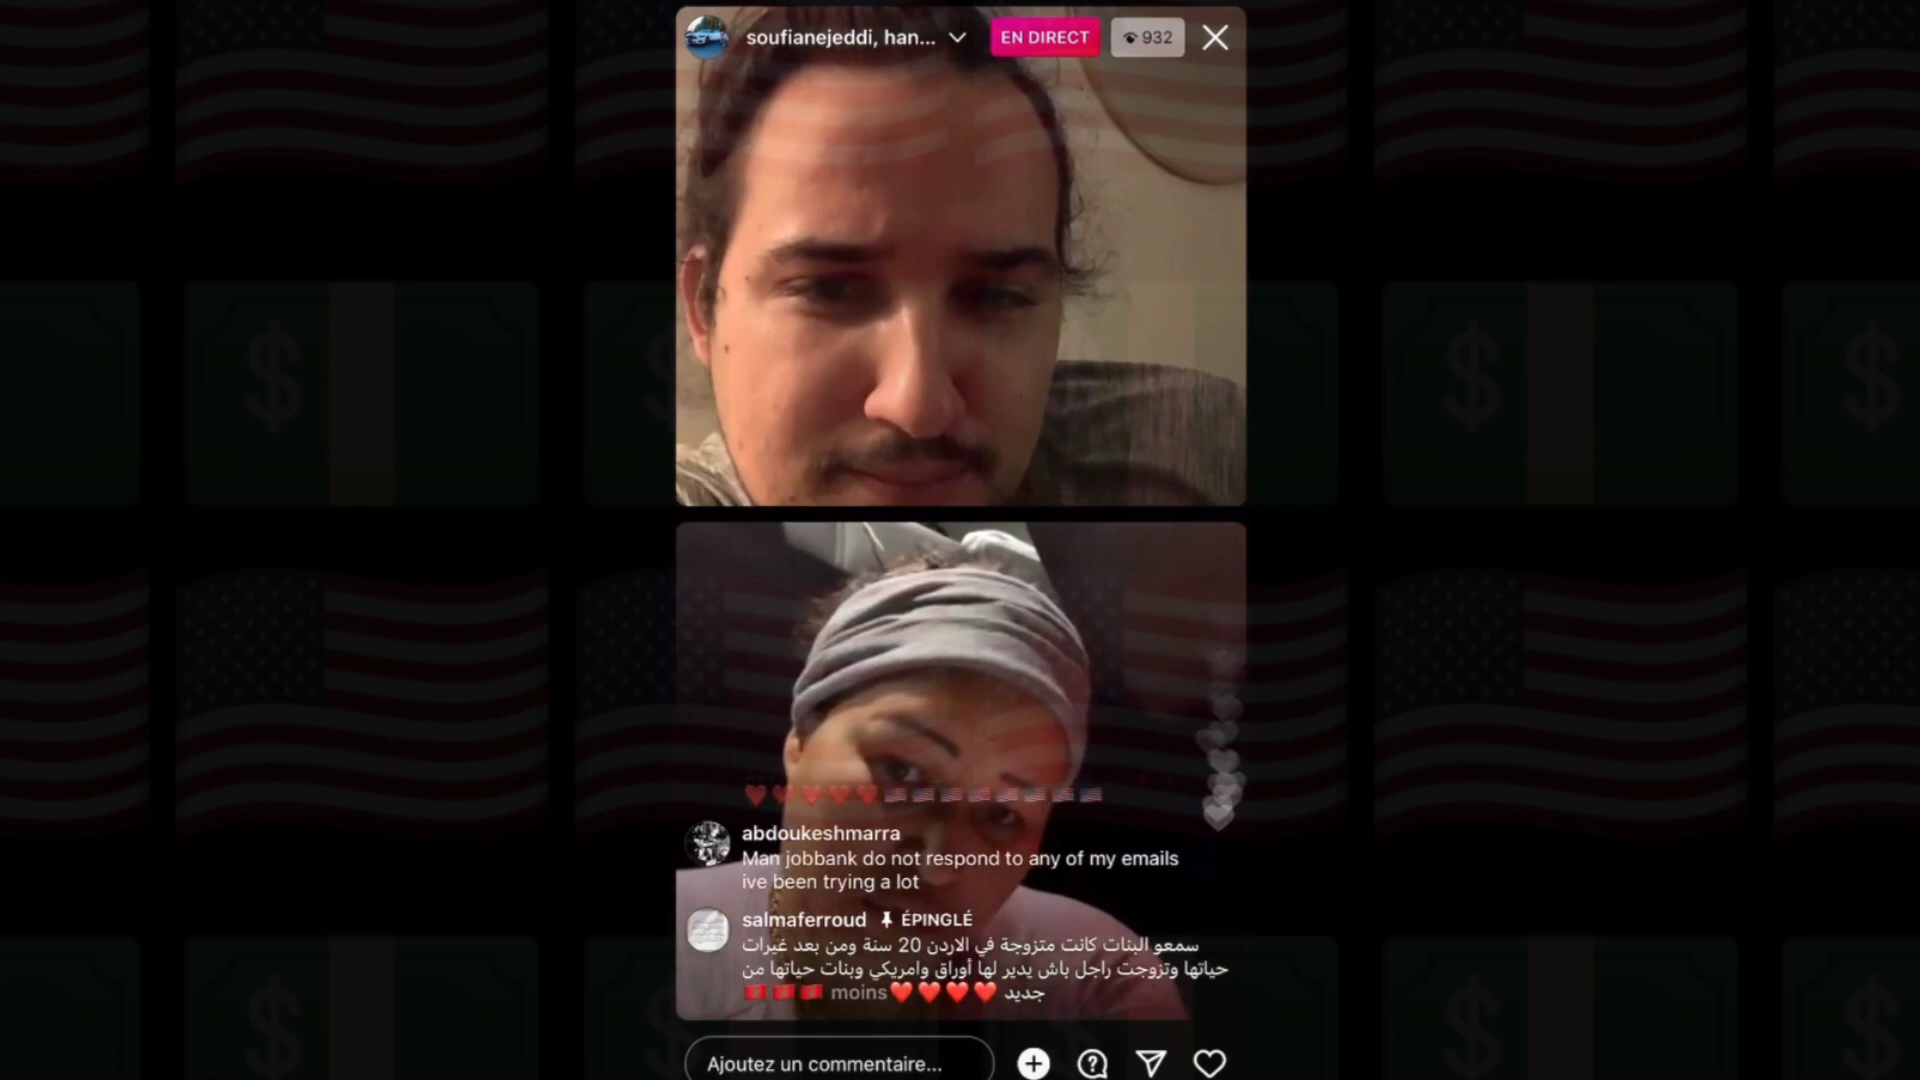 soufianejeddi, han...
EN DIRECT
932
abdoukeshmarra
Man jobbank do not respond to any of my emails
ive been trying a lot
salmaferroud ÉPINGLÉ
سمعو البنات كانت متزوجة في الاردن 20 سنة ومن بعد غيرات
حياتها وتزوجت راجل باش يدير لها أوراق وامريكي وبنات حياتها من
جديد ❤️❤️❤️❤️ moins 🇲🇦🇲🇦🇲🇦
Ajoutez un commentaire...